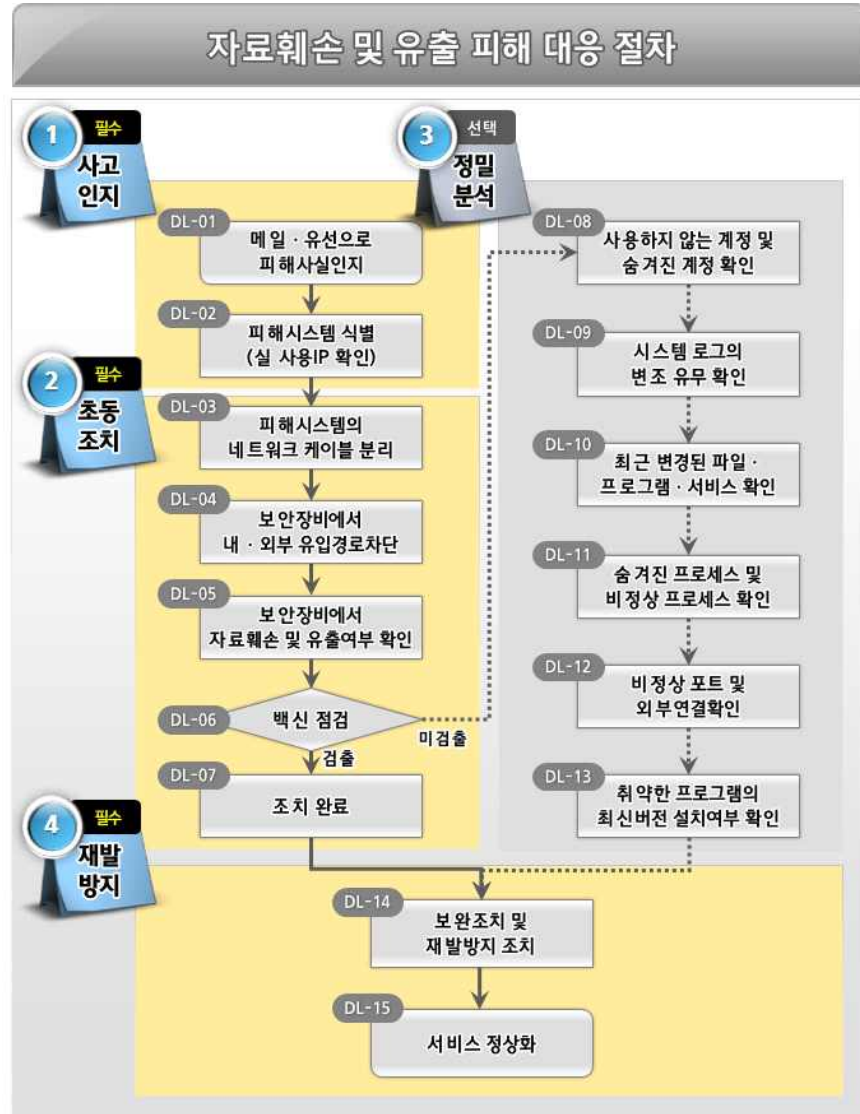 자료훼손 및 유출 피해 대응 절차
1
필수
사고
인지
DL-01
메일 · 유선으로
피해사실인지
DL-02
피해시스템 식별
(실 사용IP 확인)
2
필수
초동
조치
DL-03
피해시스템의
네트워크 케이블 분리
DL-04
보안장비에서
내 · 외부 유입경로차단
DL-05
보안장비에서
자료훼손 및 유출여부 확인
DL-06
백신 점검
미검출
검출
DL-07
조치 완료
3
선택
정밀
분석
DL-08
사용하지 않는 계정 및
숨겨진 계정 확인
DL-09
시스템 로그의
변조 유무 확인
DL-10
최근 변경된 파일 ·
프로그램 · 서비스 확인
DL-11
숨겨진 프로세스 및
비정상 프로세스 확인
DL-12
비정상 포트 및
외부연결확인
DL-13
취약한 프로그램의
최신버전 설치여부 확인
4
필수
재발
방지
DL-14
보완조치 및
재발방지 조치
DL-15
서비스 정상화